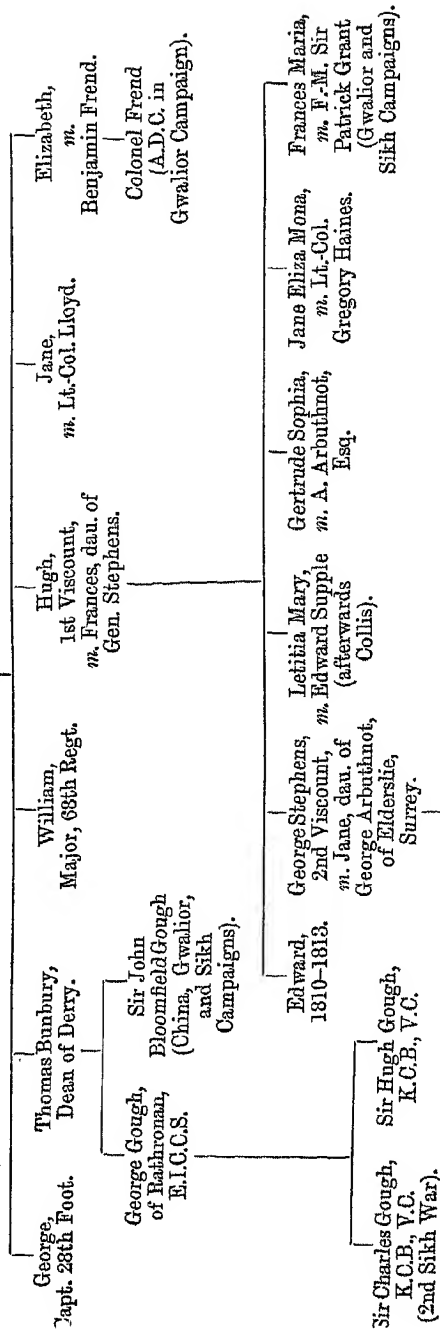 George,
Capt. 28th Foot.
Thomas Bunbury,
Dean of Derry.
William,
Major, 68th Regt.
Hugh,
1st Viscount,
m. Frances, dau. of
Gen. Stephens.
Jane,
m. Lt.-Col. Lloyd.
Elizabeth,
m.
Benjamin Frend.
Colonel Frend
(A.D.C. in
Gwalior Campaign).
George Gough,
of Rathronan,
E.I.C.C.S.
Sir John
Bloomfield Gough
(China, Gwalior,
and Sikh
Campaigns).
Edward,
1810–1813.
George Stephens,
2nd Viscount,
m. Jane, dau. of
George Arbuthnot,
of Elderslie,
Surrey.
Letitia Mary,
m. Edward Supple
(afterwards
Collis).
Gertrude Sophia,
m. A. Arbuthnot,
Esq.
Jane Eliza Mona,
m. Lt.-Col.
Gregory Haines.
Frances Maria,
m. F.-M. Sir
Patrick Grant
(Gwalior and
Sikh Campaigns).
Sir Charles Gough,
K.C.B., V.C.
(2nd Sikh War).
Sir Hugh Gough,
K.C.B., V.C.